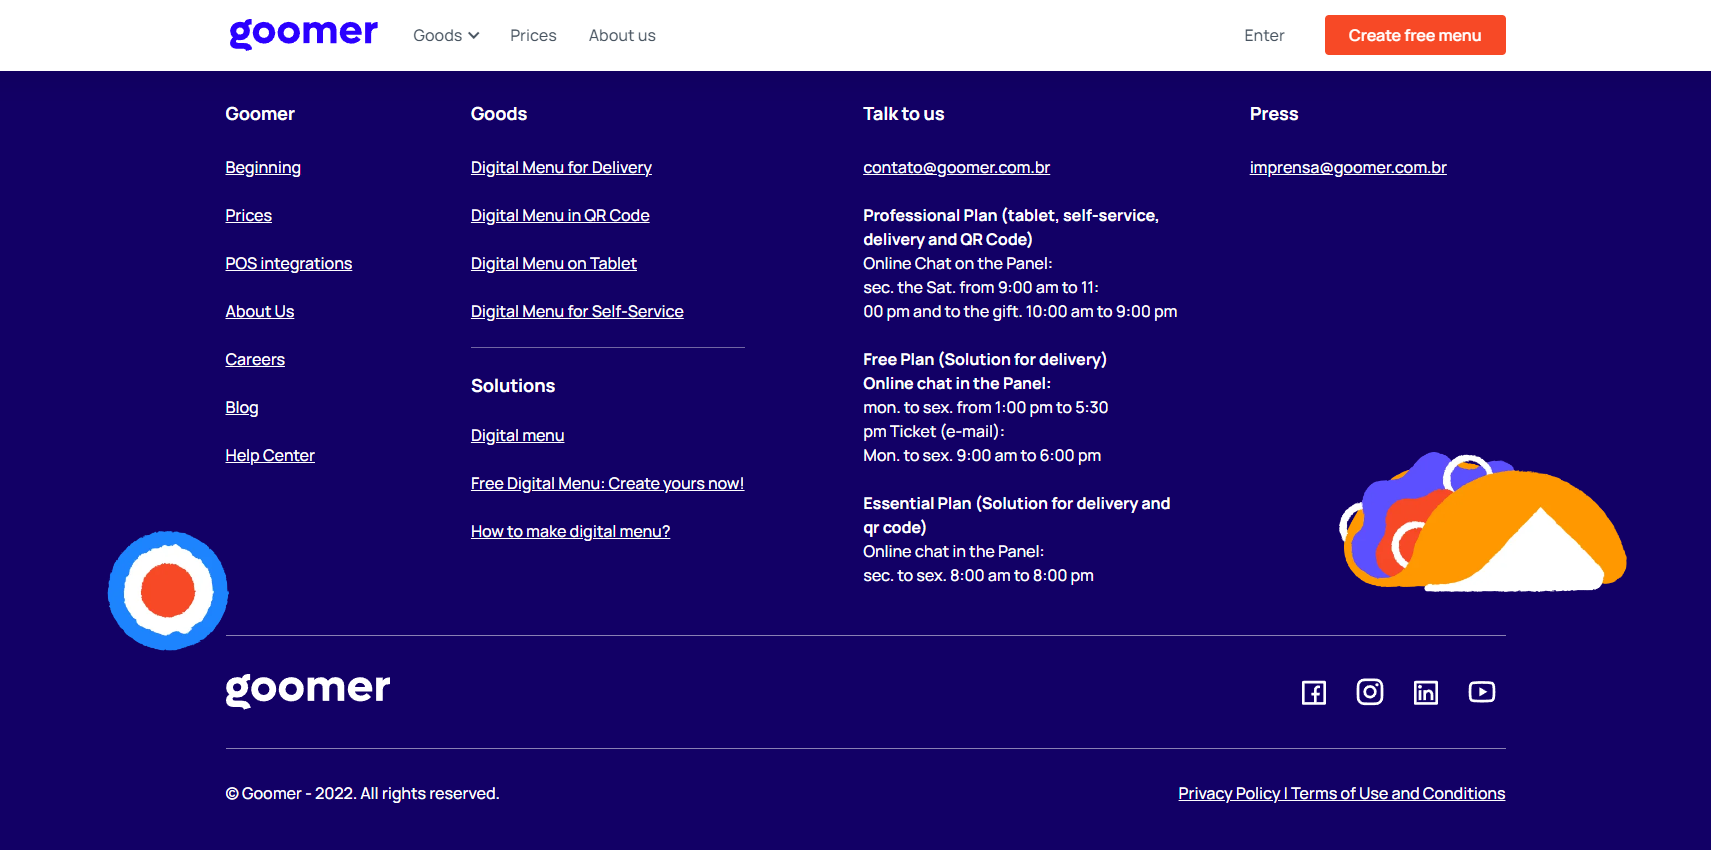 goomer
Goods
Prices
About us
Enter
Create free menu
Goomer
Beginning
Prices
POS integrations
About Us
Careers
Blog
Help Center
Goods
Digital Menu for Delivery
Digital Menu in QR Code
Digital Menu on Tablet
Digital Menu for Self-Service
Solutions
Digital menu
Free Digital Menu: Create yours now!
How to make digital menu?
Talk to us
contato@goomer.com.br
Professional Plan (tablet, self-service,
delivery and QR Code)
Online Chat on the Panel:
sec. the Sat. from 9:00 am to 11:
00 pm and to the gift. 10:00 am to 9:00 pm
Free Plan (Solution for delivery)
Online chat in the Panel:
mon. to sex. from 1:00 pm to 5:30
pm Ticket (e-mail):
Mon. to sex. 9:00 am to 6:00 pm
Essential Plan (Solution for delivery and
qr code)
Online chat in the Panel:
sec. to sex. 8:00 am to 8:00 pm
Press
imprensa@goomer.com.br
goomer
© Goomer - 2022. All rights reserved.
Privacy Policy | Terms of Use and Conditions